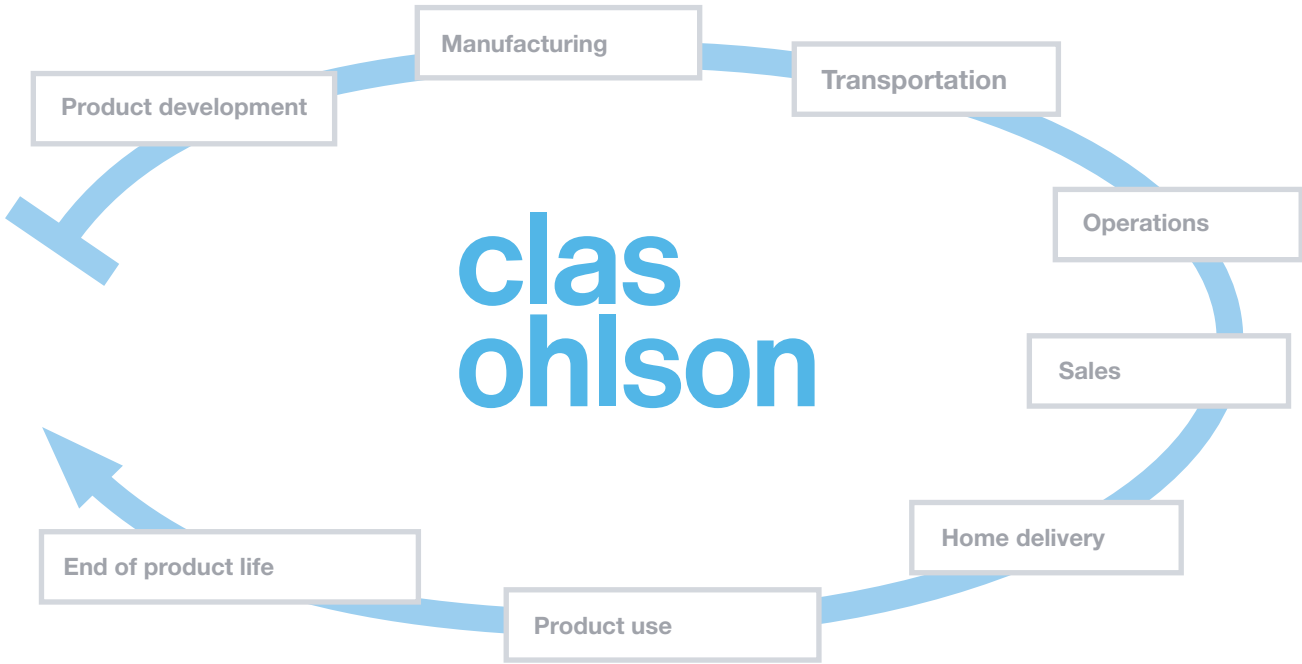 Manufacturing
Transportation
Product development
Operations
clas
ohlson
Sales
Home delivery
End of product life
Product use